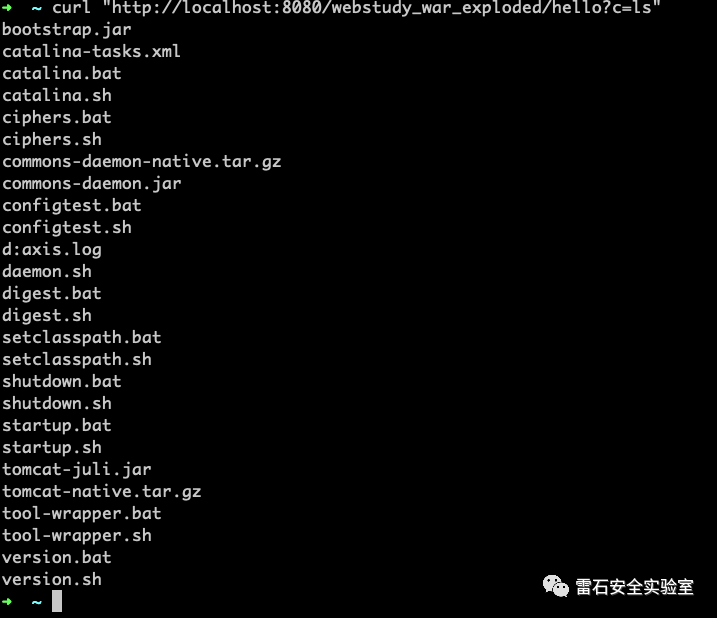 ➜  ~ curl "http://localhost:8080/webstudy_war_exploded/hello?c=ls"
bootstrap.jar
catalina-tasks.xml
catalina.bat
catalina.sh
ciphers.bat
ciphers.sh
commons-daemon-native.tar.gz
commons-daemon.jar
configtest.bat
configtest.sh
d:axis.log
daemon.sh
digest.bat
digest.sh
setclasspath.bat
setclasspath.sh
shutdown.bat
shutdown.sh
startup.bat
startup.sh
tomcat-juli.jar
tomcat-native.tar.gz
tool-wrapper.bat
tool-wrapper.sh
version.bat
version.sh
➜  ~
雷石安全实验室